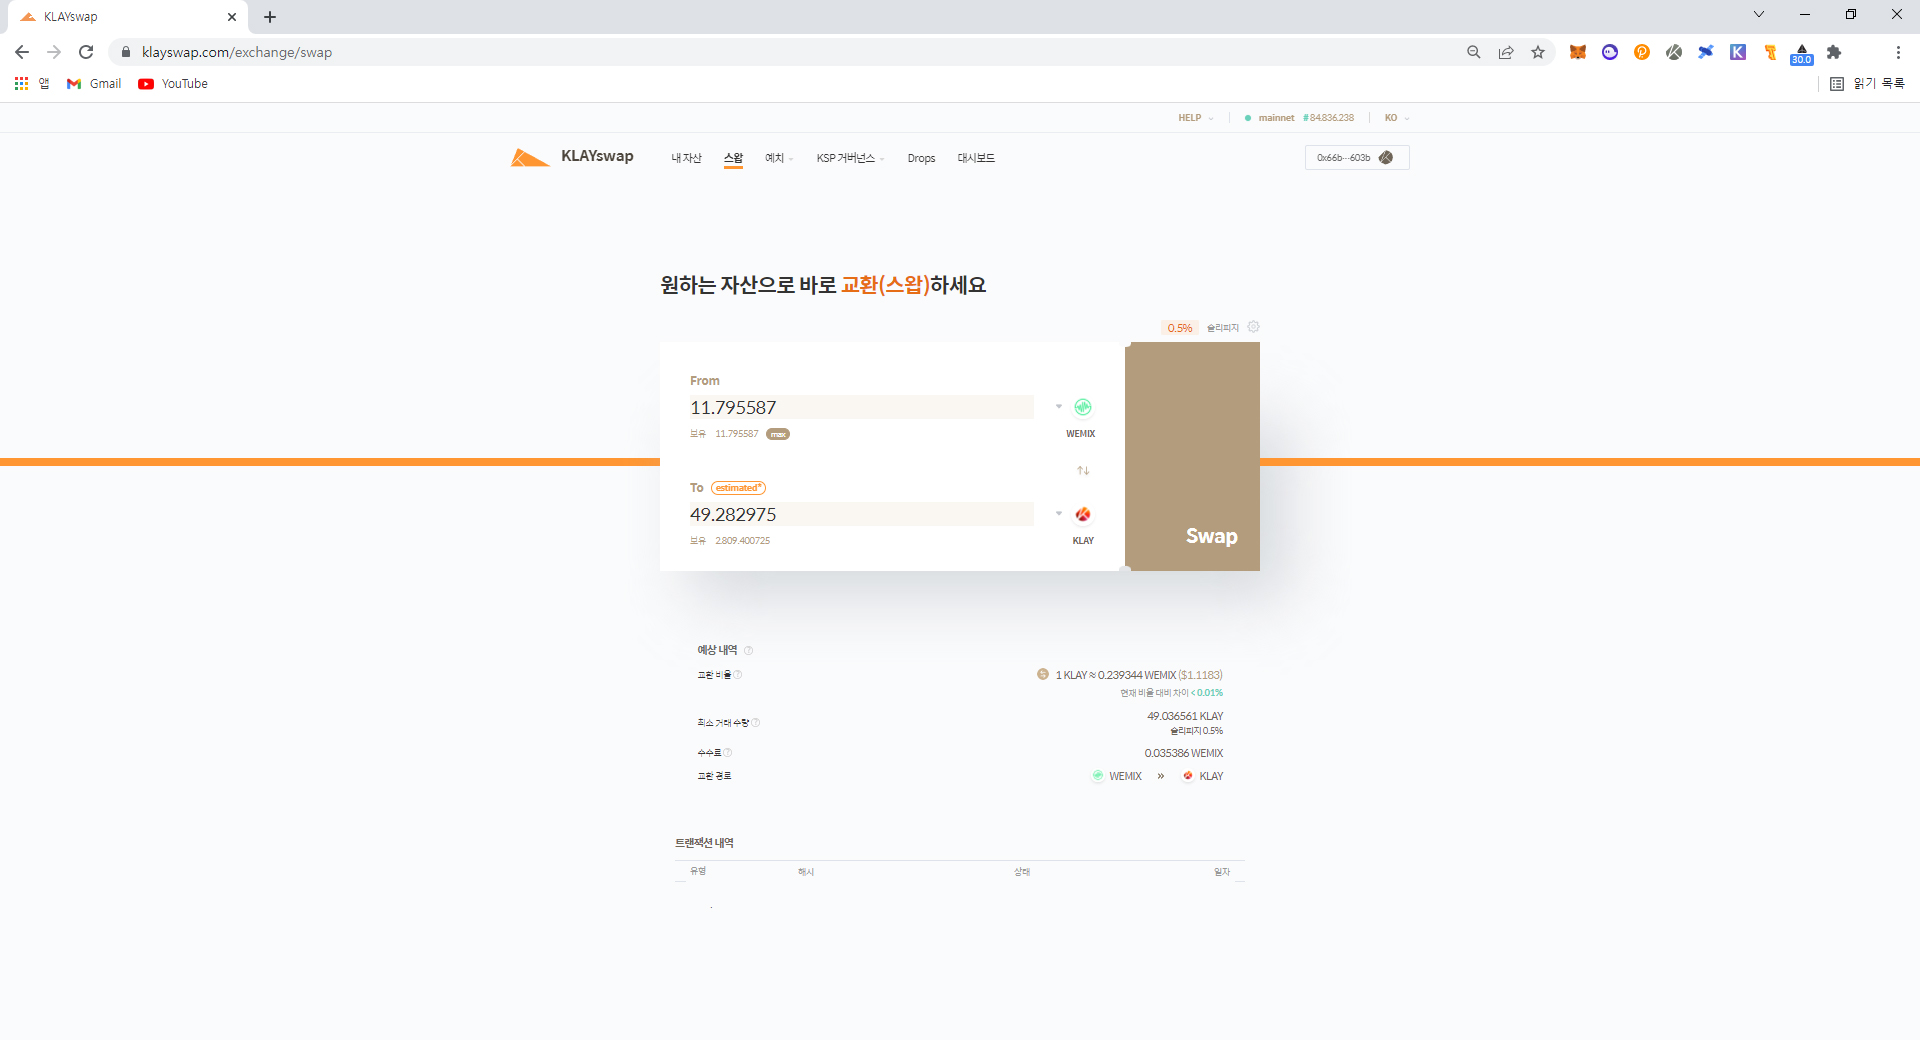 KLAYswap
klayswap.com/exchange/swap
30.0
앱 Gmail YouTube 읽기 목록
HELP mainnet #84.836.238 KO
KLAYswap 내 자산 스왑 예치 KSP 거버넌스 Drops 대시보드 0x66b···603b
원하는 자산으로 바로 교환(스왑)하세요
0.5% 슬리피지
From
11.795587
보유 11.795587 max WEMIX
To estimated*
49.282975
보유 2.809.400725 KLAY
Swap
예상 내역
교환 비율 1 KLAY ≈ 0.239344 WEMIX ($1.1183)
현재 비율 대비 차이 < 0.01%
최소 거래 수량 49.036561 KLAY
슬리피지 0.5%
수수료 0.035386 WEMIX
교환 경로 WEMIX » KLAY
트랜잭션 내역
유형 해시 상태 일자